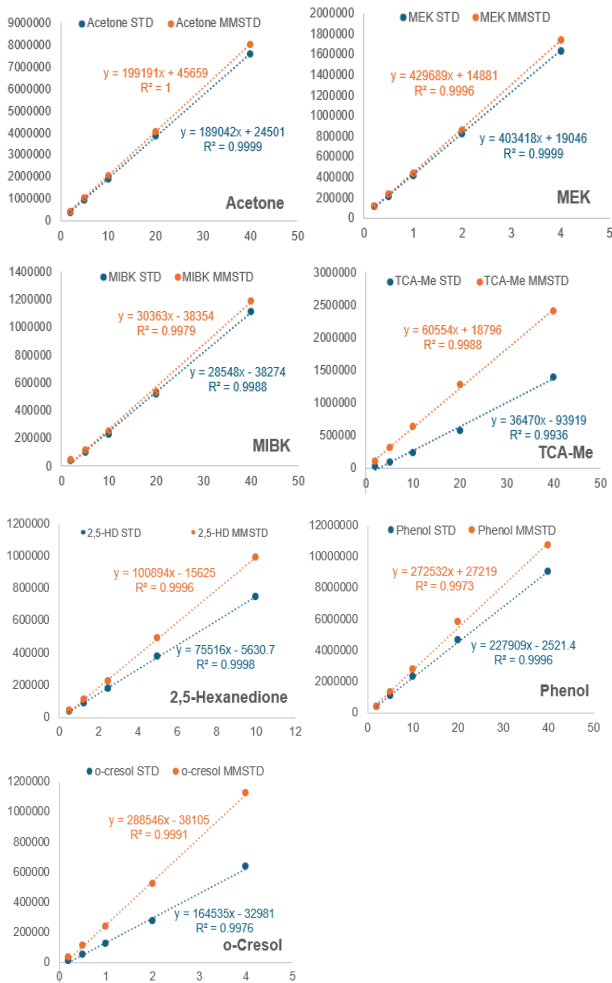 Acetone STD Acetone MMSTD
9000000
8000000
7000000
6000000
5000000
4000000
3000000
2000000
1000000
0
y = 199191x + 45659
R² = 1
y = 189042x + 24501
R² = 0.9999
Acetone
0 10 20 30 40 50
MEK STD MEK MMSTD
2000000
1800000
1600000
1400000
1200000
1000000
800000
600000
400000
200000
0
y = 429689x + 14881
R² = 0.9996
y = 403418x + 19046
R² = 0.9999
MEK
0 1 2 3 4 5
MIBK STD MIBK MMSTD
1400000
1200000
1000000
800000
600000
400000
200000
0
y = 30363x - 38354
R² = 0.9979
y = 28548x - 38274
R² = 0.9988
MIBK
0 10 20 30 40 50
TCA-Me STD TCA-Me MMSTD
3000000
2500000
2000000
1500000
1000000
500000
0
y = 60554x + 18796
R² = 0.9988
y = 36470x - 93919
R² = 0.9936
TCA-Me
0 10 20 30 40 50
2,5-HD STD 2,5-HD MMSTD
1200000
1000000
800000
600000
400000
200000
0
y = 100894x - 15625
R² = 0.9996
y = 75516x - 5630.7
R² = 0.9998
2,5-Hexanedione
0 2 4 6 8 10 12
Phenol STD Phenol MMSTD
12000000
10000000
8000000
6000000
4000000
2000000
0
y = 272532x + 27219
R² = 0.9973
y = 227909x - 2521.4
R² = 0.9996
Phenol
0 10 20 30 40 50
o-cresol STD o-cresol MMSTD
1200000
1000000
800000
600000
400000
200000
0
y = 288546x - 38105
R² = 0.9991
y = 164535x - 32981
R² = 0.9976
o-Cresol
0 1 2 3 4 5